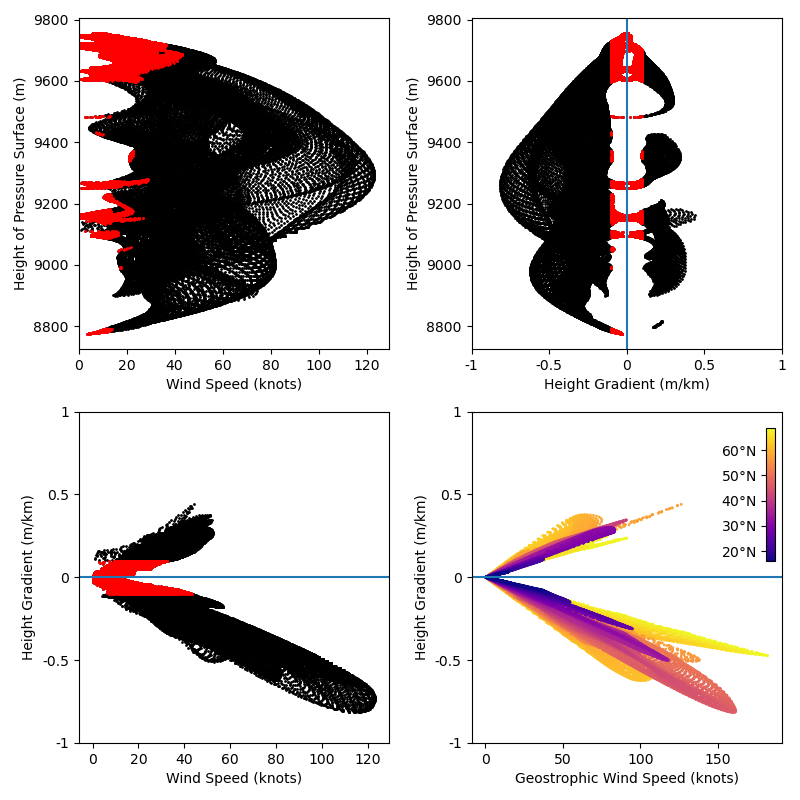 9800
9600
9400
9200
9000
8800
Height of Pressure Surface (m)
0 20 40 60 80 100 120
Wind Speed (knots)
9800
9600
9400
9200
9000
8800
Height of Pressure Surface (m)
-1 -0.5 0 0.5 1
Height Gradient (m/km)
1
0.5
0
-0.5
-1
Height Gradient (m/km)
0 20 40 60 80 100 120
Wind Speed (knots)
1
0.5
0
-0.5
-1
Height Gradient (m/km)
60°N
50°N
40°N
30°N
20°N
0 50 100 150
Geostrophic Wind Speed (knots)